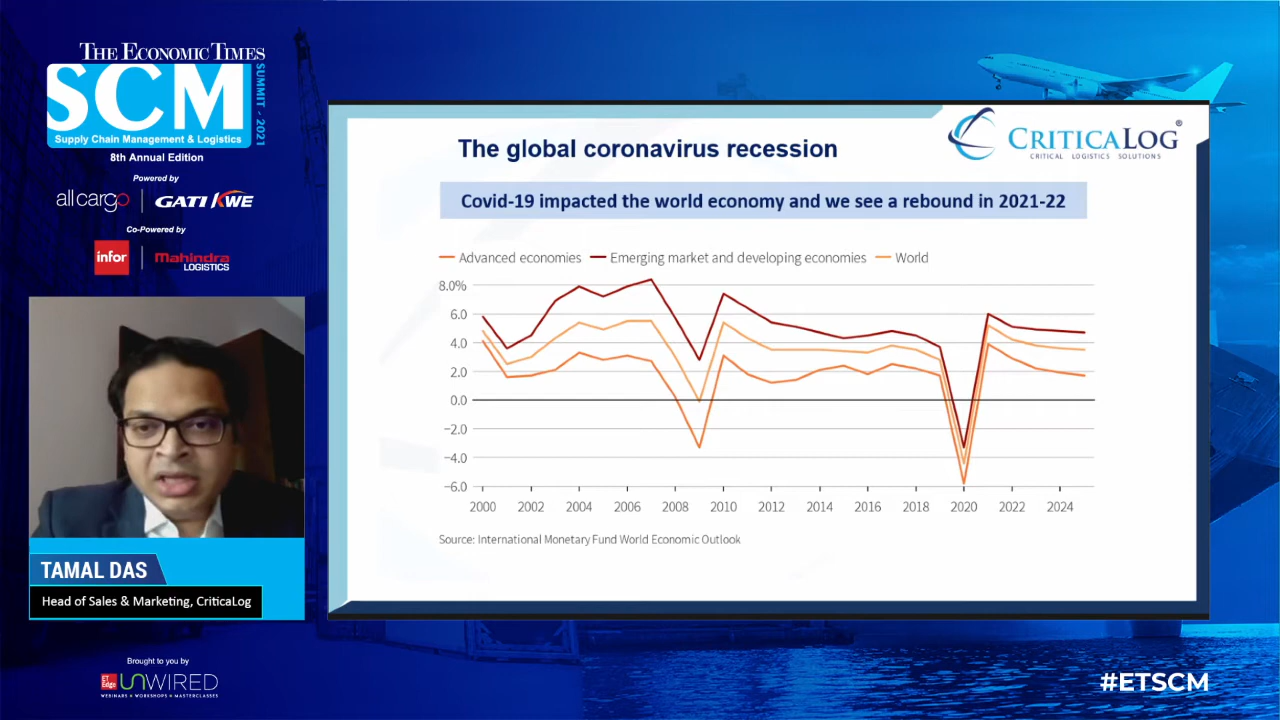 THE ECONOMIC TIMES
SCM
SUMMIT - 2021
Supply Chain Management & Logistics
8th Annual Edition
Powered by
allcargo
GATI KWE
Co-Powered by
infor
Mahindra
LOGISTICS
TAMAL DAS
Head of Sales & Marketing, CriticaLog
Brought to you by
ET Edge
UNWIRED
WEBINARS + WORKSHOPS + MASTERCLASSES
The global coronavirus recession
CRITICALOG®
CRITICAL LOGISTICS SOLUTIONS
Covid-19 impacted the world economy and we see a rebound in 2021-22
Advanced economies Emerging market and developing economies World
8.0%
6.0
4.0
2.0
0.0
−2.0
−4.0
−6.0
2000 2002 2004 2006 2008 2010 2012 2014 2016 2018 2020 2022 2024
Source: International Monetary Fund World Economic Outlook
#ETSCM